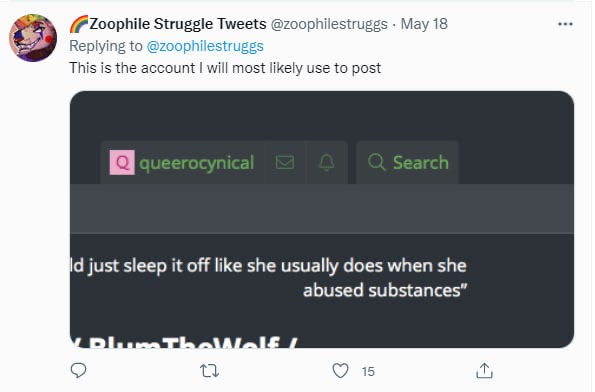 🌈Zoophile Struggle Tweets @zoophilestruggs · May 18
Replying to @zoophilestruggs
This is the account I will most likely use to post
Q queerocynical Search
ld just sleep it off like she usually does when she
abused substances”
/ BlumTheWolf /
15